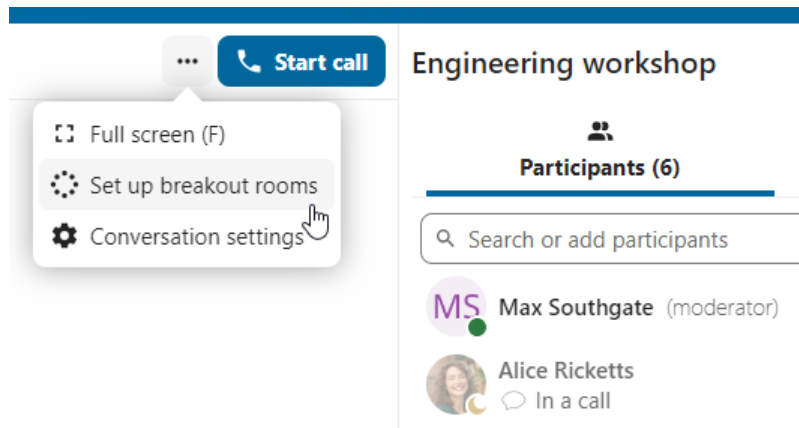 ... Start call
Engineering workshop
Full screen (F)
Set up breakout rooms
Conversation settings
Participants (6)
Search or add participants
MS Max Southgate (moderator)
Alice Ricketts
In a call